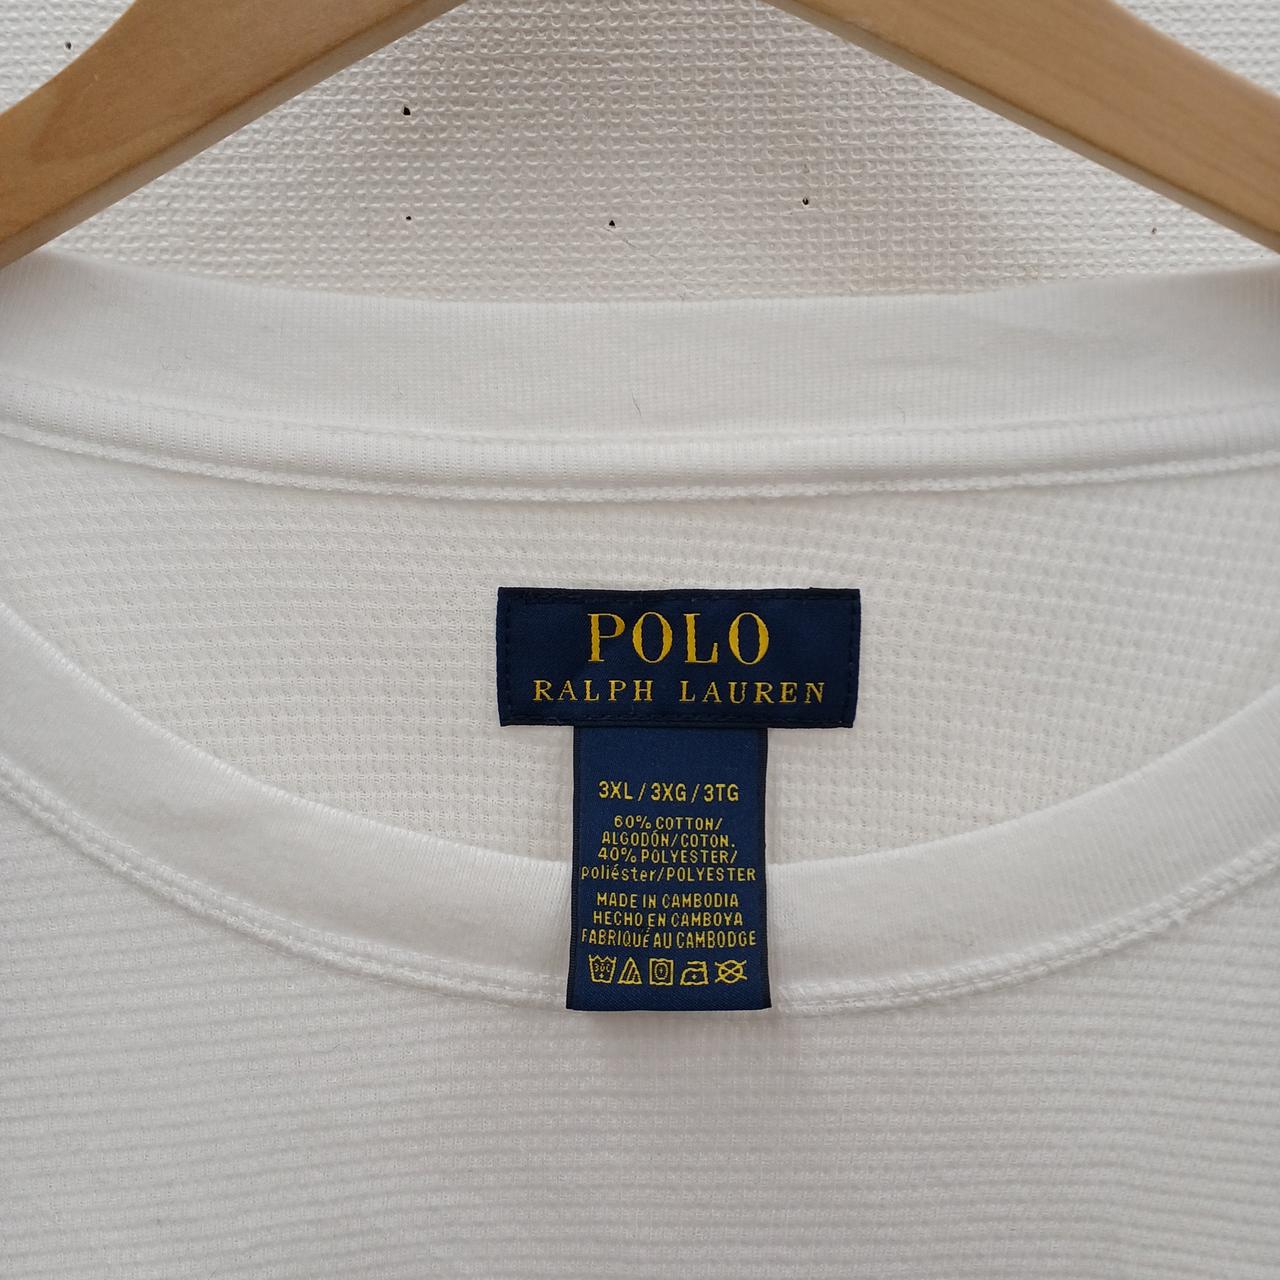 POLO
RALPH LAUREN
3XL / 3XG / 3TG
60% COTTON/
ALGODÓN/COTON.
40% POLYESTER/
poliéster/POLYESTER
MADE IN CAMBODIA
HECHO EN CAMBOYA
FABRIQUÉ AU CAMBODGE
30C